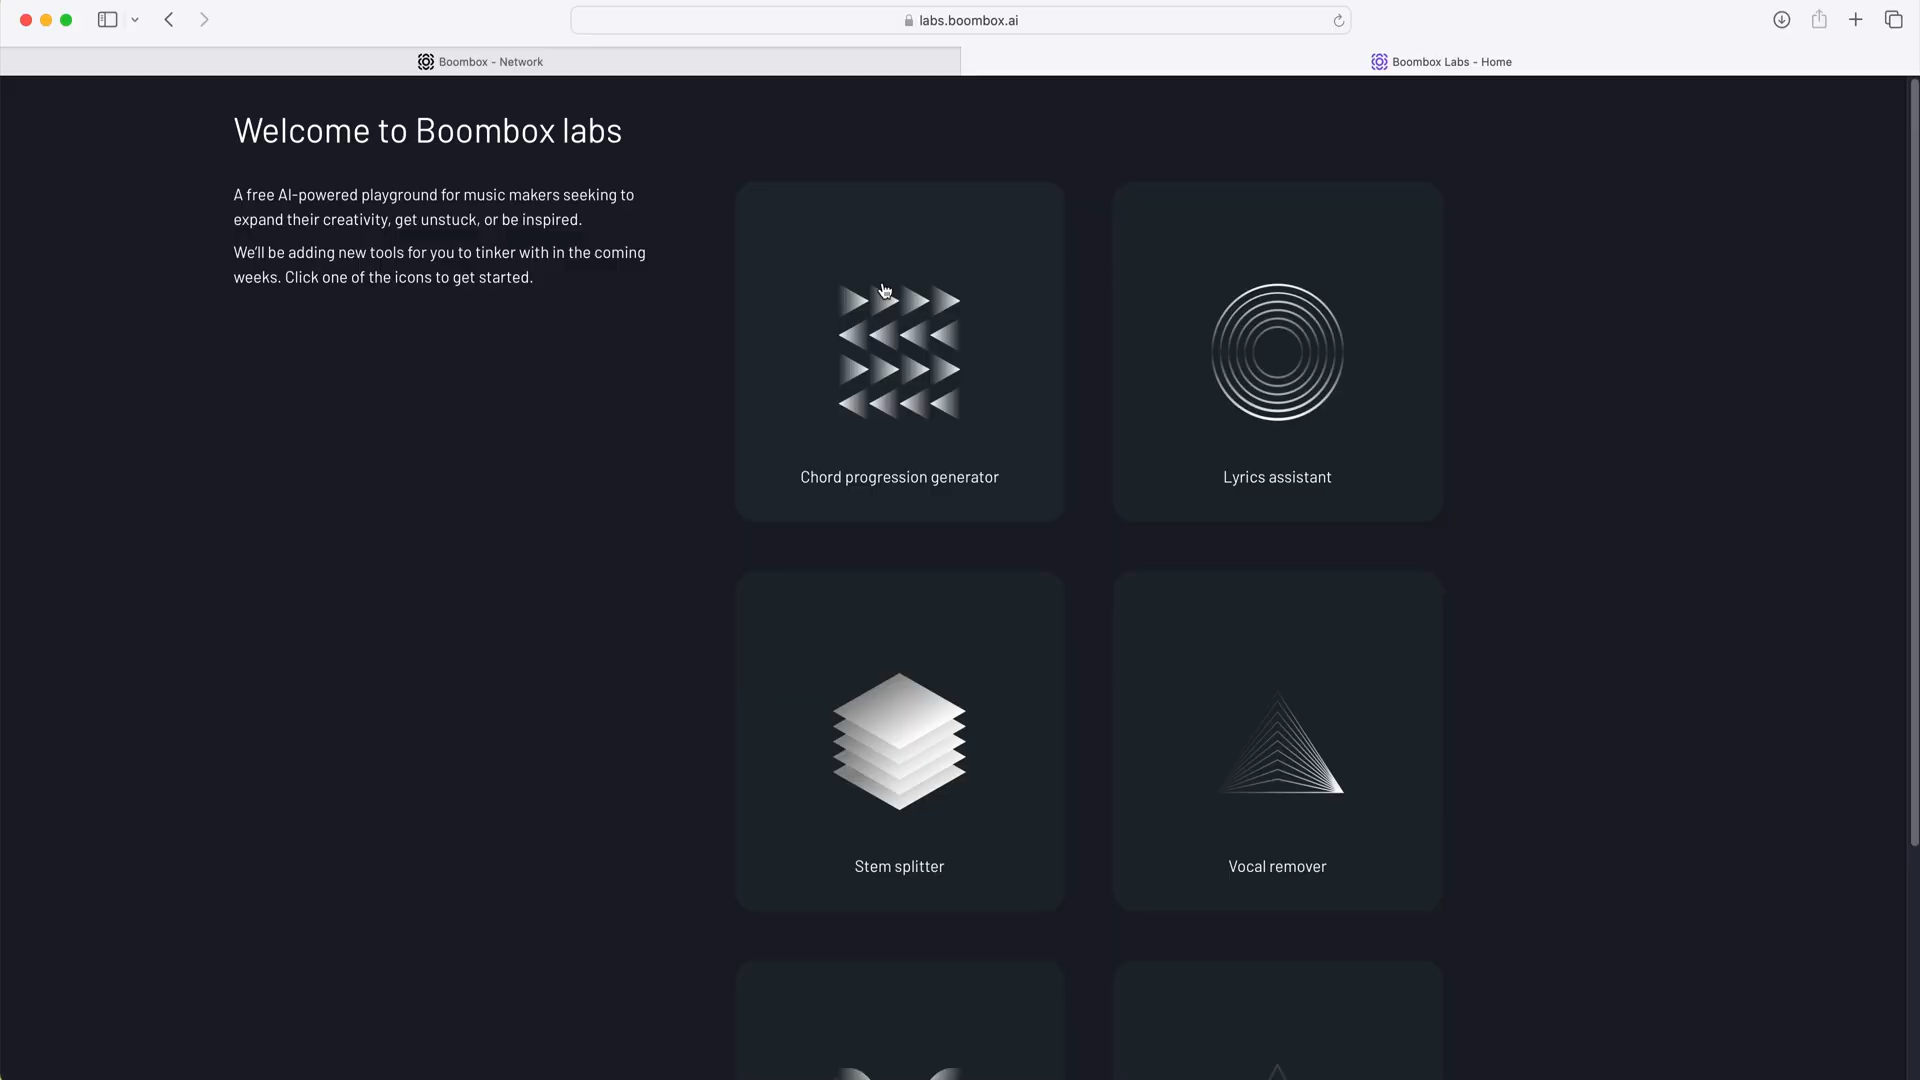 labs.boombox.ai
Boombox - Network
Boombox Labs - Home
Welcome to Boombox labs
A free AI-powered playground for music makers seeking to
expand their creativity, get unstuck, or be inspired.
We'll be adding new tools for you to tinker with in the coming
weeks. Click one of the icons to get started.
Chord progression generator
Lyrics assistant
Stem splitter
Vocal remover